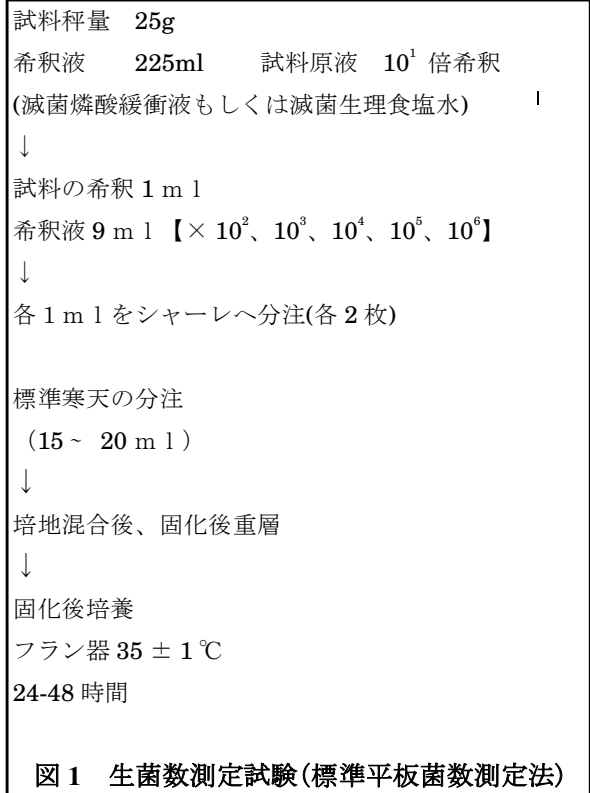 試料秤量　25g
希釈液　　225ml　　試料原液　10¹ 倍希釈
(滅菌燐酸緩衝液もしくは滅菌生理食塩水)
↓
試料の希釈 1 ｍｌ
希釈液 9 ｍｌ【× 10²、10³、10⁴、10⁵、10⁶】
↓
各１ｍｌをシャーレへ分注(各 2 枚)
標準寒天の分注
（15 ~ 20 ｍｌ）
↓
培地混合後、固化後重層
↓
固化後培養
フラン器 35 ± 1 ℃
24-48 時間
図 1　生菌数測定試験(標準平板菌数測定法)